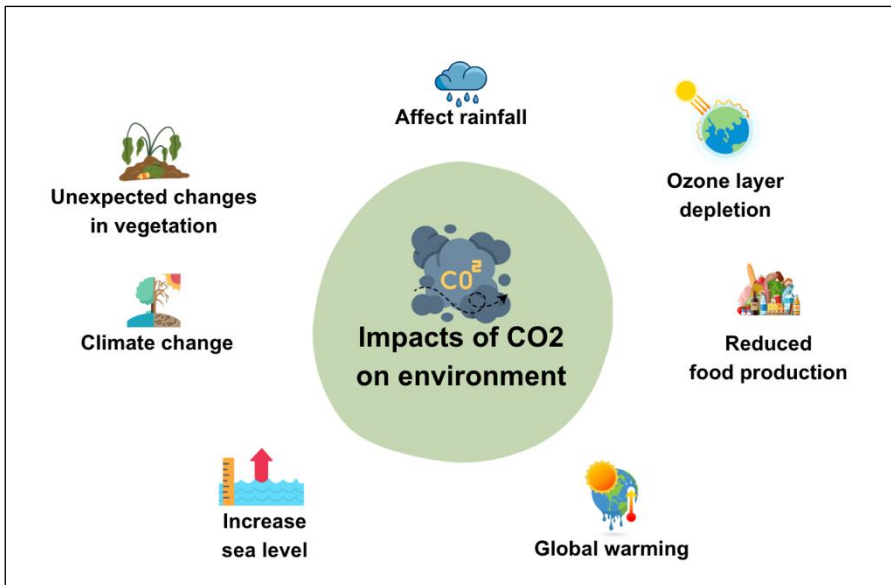 Affect rainfall
Ozone layer
depletion
Unexpected changes
in vegetation
CO²
Impacts of CO2
on environment
Climate change
Reduced
food production
Increase
sea level
Global warming